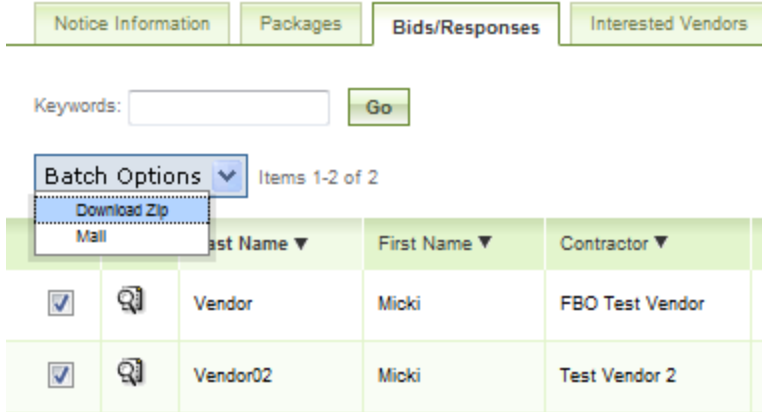 Notice Information Packages Bids/Responses Interested Vendors
Keywords: Go
Batch Options Items 1-2 of 2
Download Zip
Mail
ast Name ▼ First Name ▼ Contractor ▼
Vendor Micki FBO Test Vendor
Vendor02 Micki Test Vendor 2